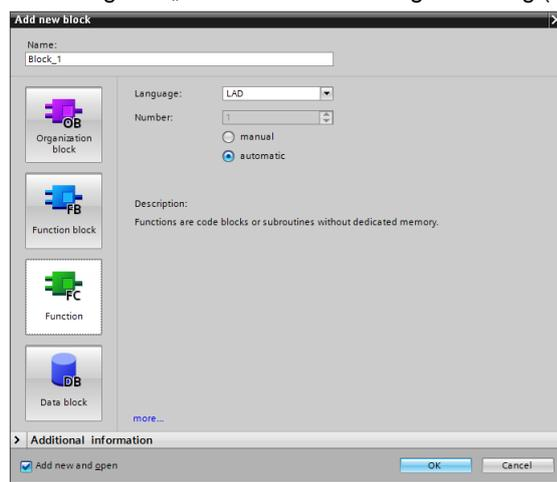 Add new block
Name:
Block_1
OB
Organization
block
FB
Function block
FC
Function
DB
Data block
Language:
LAD
Number:
1
manual
automatic
Description:
Functions are code blocks or subroutines without dedicated memory.
more...
Additional information
Add new and open
OK
Cancel